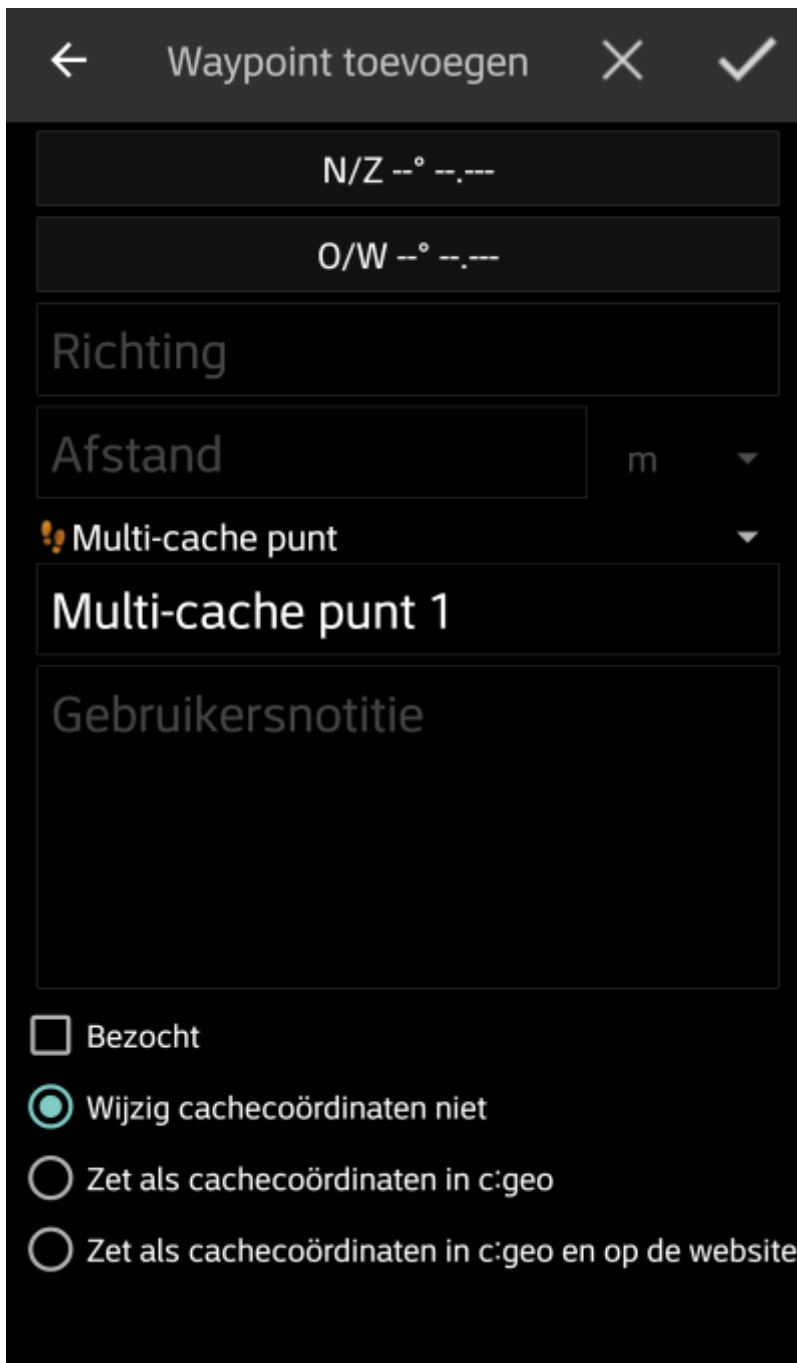 Waypoint toevoegen
N/Z --° --.---
O/W --° --.---
Richting
Afstand m
Multi-cache punt
Multi-cache punt 1
Gebruikersnotitie
Bezocht
Wijzig cachecoördinaten niet
Zet als cachecoördinaten in c:geo
Zet als cachecoördinaten in c:geo en op de website